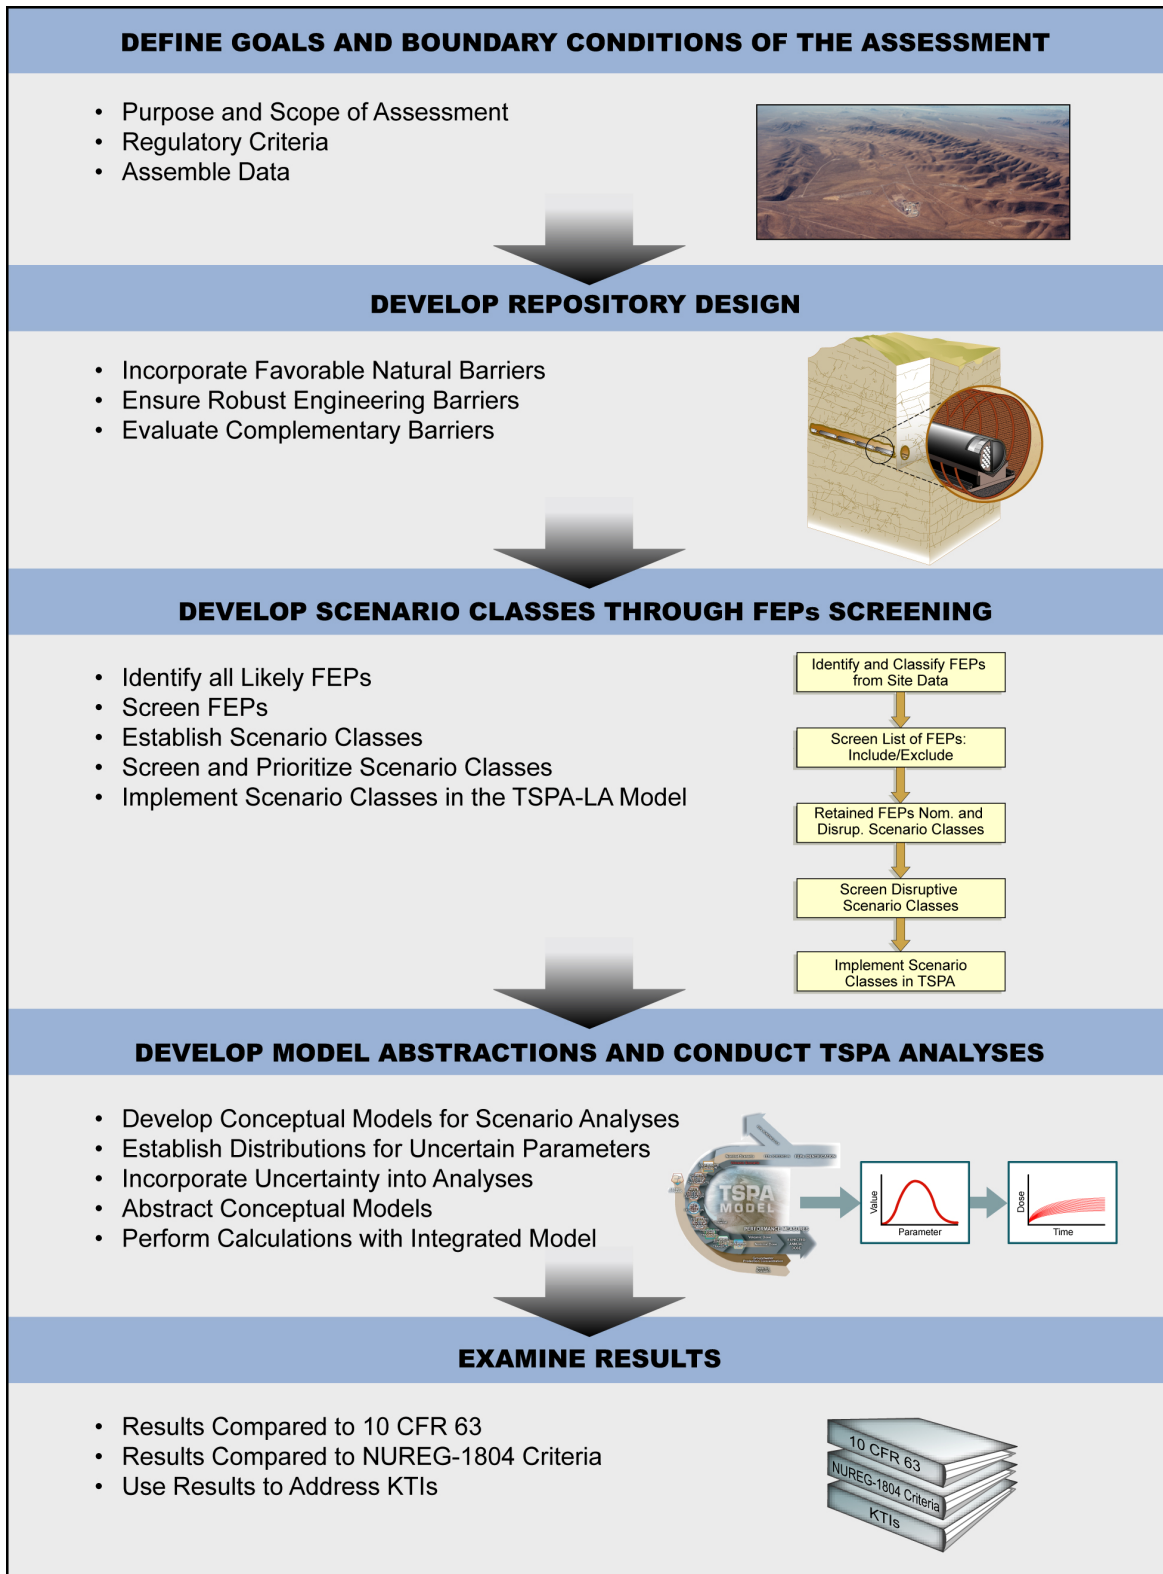 DEFINE GOALS AND BOUNDARY CONDITIONS OF THE ASSESSMENT
• Purpose and Scope of Assessment
• Regulatory Criteria
• Assemble Data
DEVELOP REPOSITORY DESIGN
• Incorporate Favorable Natural Barriers
• Ensure Robust Engineering Barriers
• Evaluate Complementary Barriers
DEVELOP SCENARIO CLASSES THROUGH FEPs SCREENING
• Identify all Likely FEPs
• Screen FEPs
• Establish Scenario Classes
• Screen and Prioritize Scenario Classes
• Implement Scenario Classes in the TSPA-LA Model
Identify and Classify FEPs
from Site Data
Screen List of FEPs:
Include/Exclude
Retained FEPs Nom. and
Disrup. Scenario Classes
Screen Disruptive
Scenario Classes
Implement Scenario
Classes in TSPA
DEVELOP MODEL ABSTRACTIONS AND CONDUCT TSPA ANALYSES
• Develop Conceptual Models for Scenario Analyses
• Establish Distributions for Uncertain Parameters
• Incorporate Uncertainty into Analyses
• Abstract Conceptual Models
• Perform Calculations with Integrated Model
TSPA
MODEL
PERFORMANCE MEASURES
Value
Parameter
Dose
Time
EXAMINE RESULTS
• Results Compared to 10 CFR 63
• Results Compared to NUREG-1804 Criteria
• Use Results to Address KTIs
10 CFR 63
NUREG-1804 Criteria
KTIs